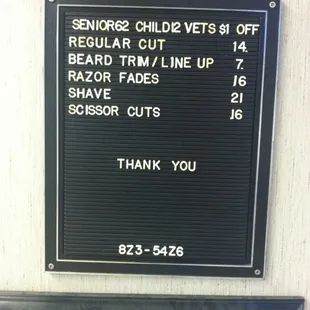 SENIOR62 CHILD12 VETS $1 OFF
REGULAR CUT 14.
BEARD TRIM/LINE UP 7.
RAZOR FADES 16
SHAVE 21
SCISSOR CUTS 16
THANK YOU
8Z3-54Z6